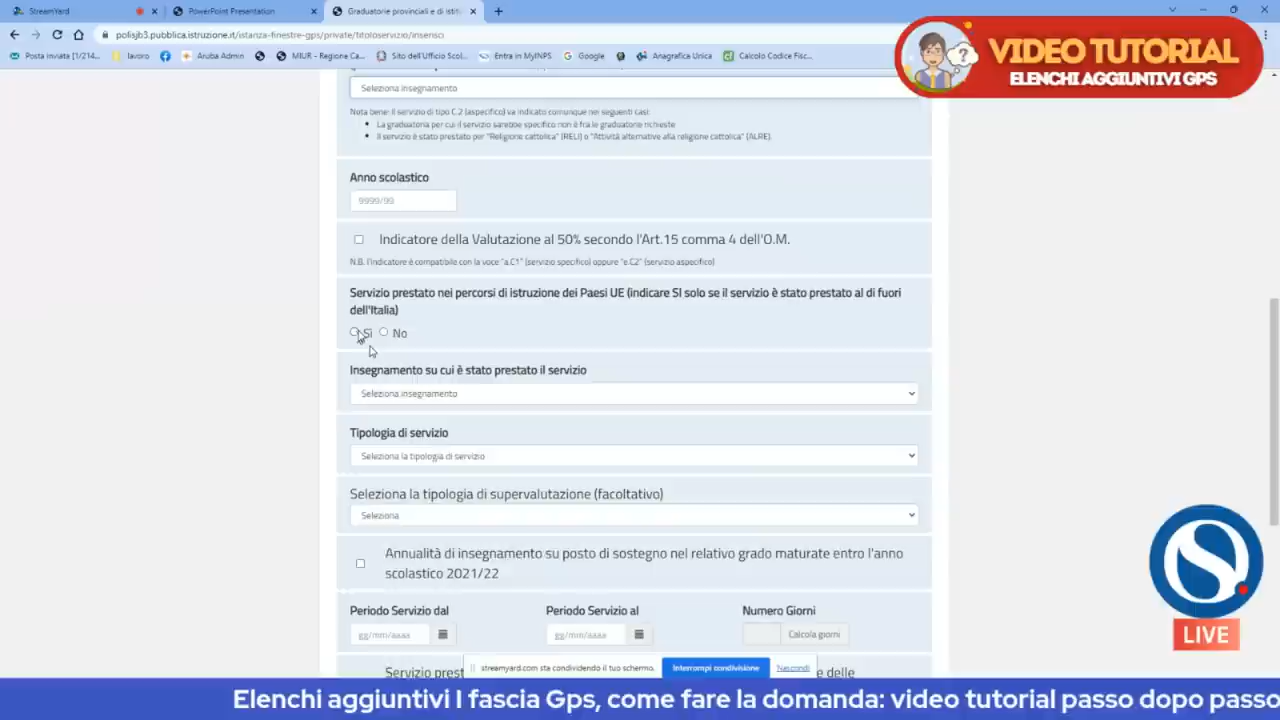 StreamYard
PowerPoint Presentation
Graduatorie provinciali e di istit
polisjb3.pubblica.istruzione.it/istanza-finestre-gps/private/titoloservizio/inserisci
Posta inviata [1/214...
lavoro
Aruba Admin
MIUR - Regione Ca...
Sito dell'Ufficio Scol...
Entra in MyINPS
Google
Anagrafica Unica
Calcolo Codice Fisc...
VIDEO TUTORIAL
ELENCHI AGGIUNTIVI GPS
Seleziona insegnamento
Nota bene: il servizio di tipo C.2 (aspecifico) va indicato comunque nei seguenti casi:
La graduatoria per cui il servizio sarebbe specifico non è fra le graduatorie richieste
Il servizio è stato prestato per "Religione cattolica" (RELI) o "Attività alternative alla religione cattolica" (ALRE)
Anno scolastico
9999/99
Indicatore della Valutazione al 50% secondo l'Art.15 comma 4 dell'O.M.
N.B. l'indicatore è compatibile con la voce "a.C1" (servizio specifico) oppure "e.C2" (servizio aspecifico)
Servizio prestato nei percorsi di istruzione dei Paesi UE (indicare SI solo se il servizio è stato prestato al di fuori
dell'Italia)
Sì No
Insegnamento su cui è stato prestato il servizio
Seleziona insegnamento
Tipologia di servizio
Seleziona la tipologia di servizio
Seleziona la tipologia di supervalutazione (facoltativo)
Seleziona
Annualità di insegnamento su posto di sostegno nel relativo grado maturate entro l'anno
scolastico 2021/22
Periodo Servizio dal Periodo Servizio al Numero Giorni
gg/mm/aaaa gg/mm/aaaa Calcola giorni
Servizio prest e delle
streamyard.com sta condividendo il tuo schermo. Interrompi condivisione Nascondi
S
LIVE
Elenchi aggiuntivi I fascia Gps, come fare la domanda: video tutorial passo dopo passo